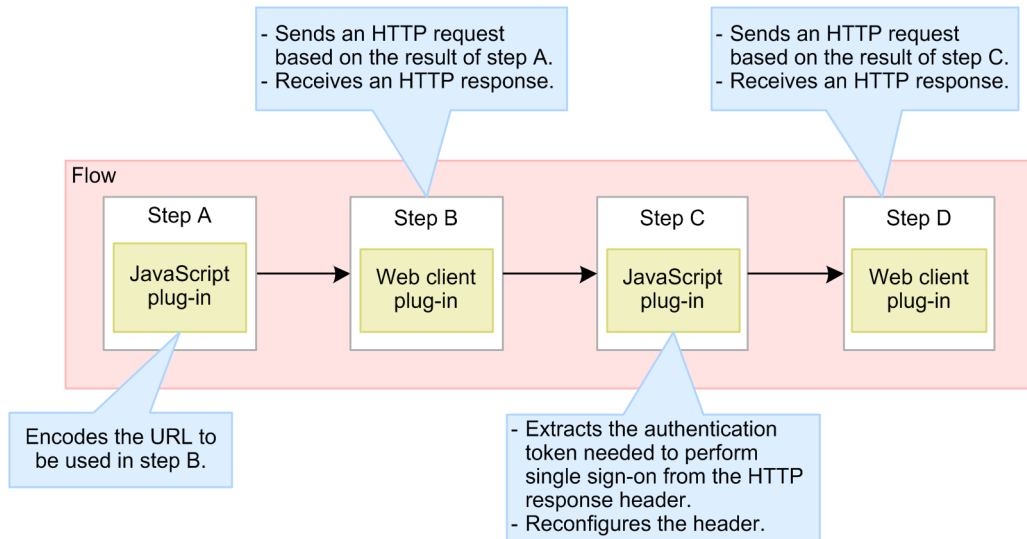 - Sends an HTTP request
based on the result of step A.
- Receives an HTTP response.
- Sends an HTTP request
based on the result of step C.
- Receives an HTTP response.
Flow
Step A
JavaScript
plug-in
Step B
Web client
plug-in
Step C
JavaScript
plug-in
Step D
Web client
plug-in
Encodes the URL to
be used in step B.
- Extracts the authentication
token needed to perform
single sign-on from the HTTP
response header.
- Reconfigures the header.